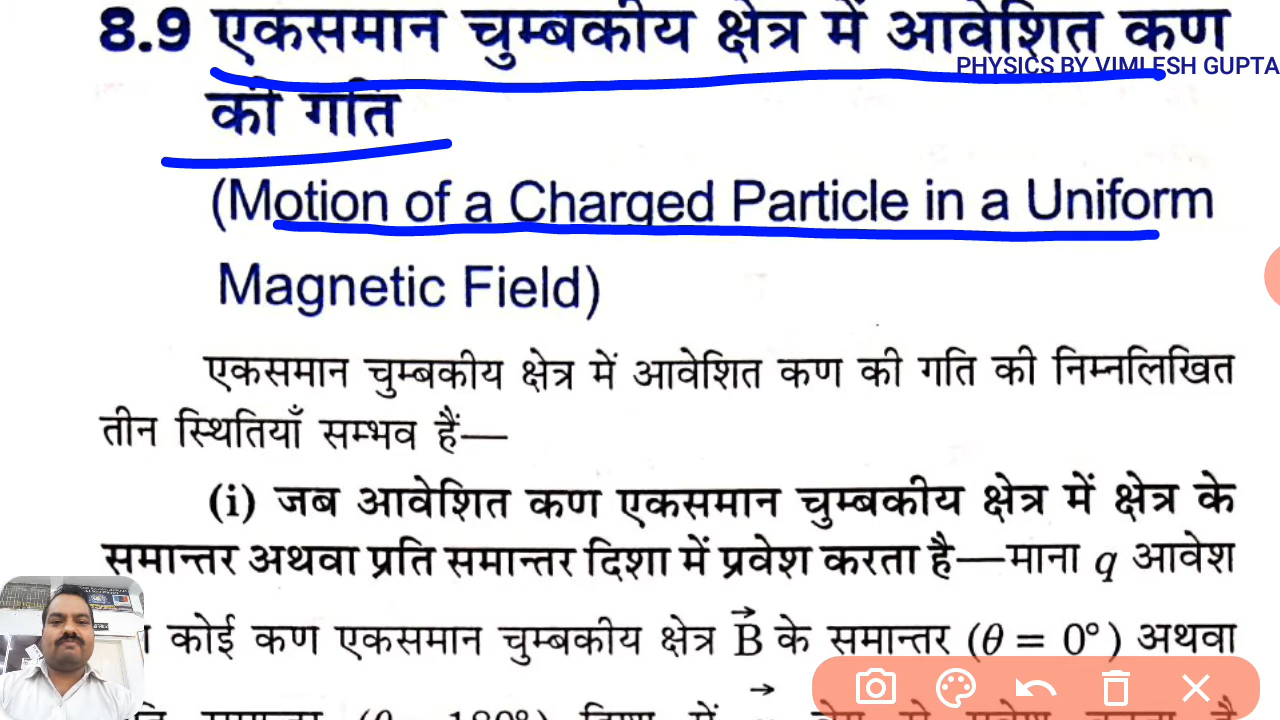 8.9 एकसमान चुम्बकीय क्षेत्र में आवेशित कण
PHYSICS BY VIMLESH GUPTA
की गति
(Motion of a Charged Particle in a Uniform
Magnetic Field)
एकसमान चुम्बकीय क्षेत्र में आवेशित कण की गति की निम्नलिखित
तीन स्थितियाँ सम्भव हैं—
(i) जब आवेशित कण एकसमान चुम्बकीय क्षेत्र में क्षेत्र के
समान्तर अथवा प्रति समान्तर दिशा में प्रवेश करता है—माना q आवेश
कोई कण एकसमान चुम्बकीय क्षेत्र B⃗ के समान्तर (θ = 0°) अथवा